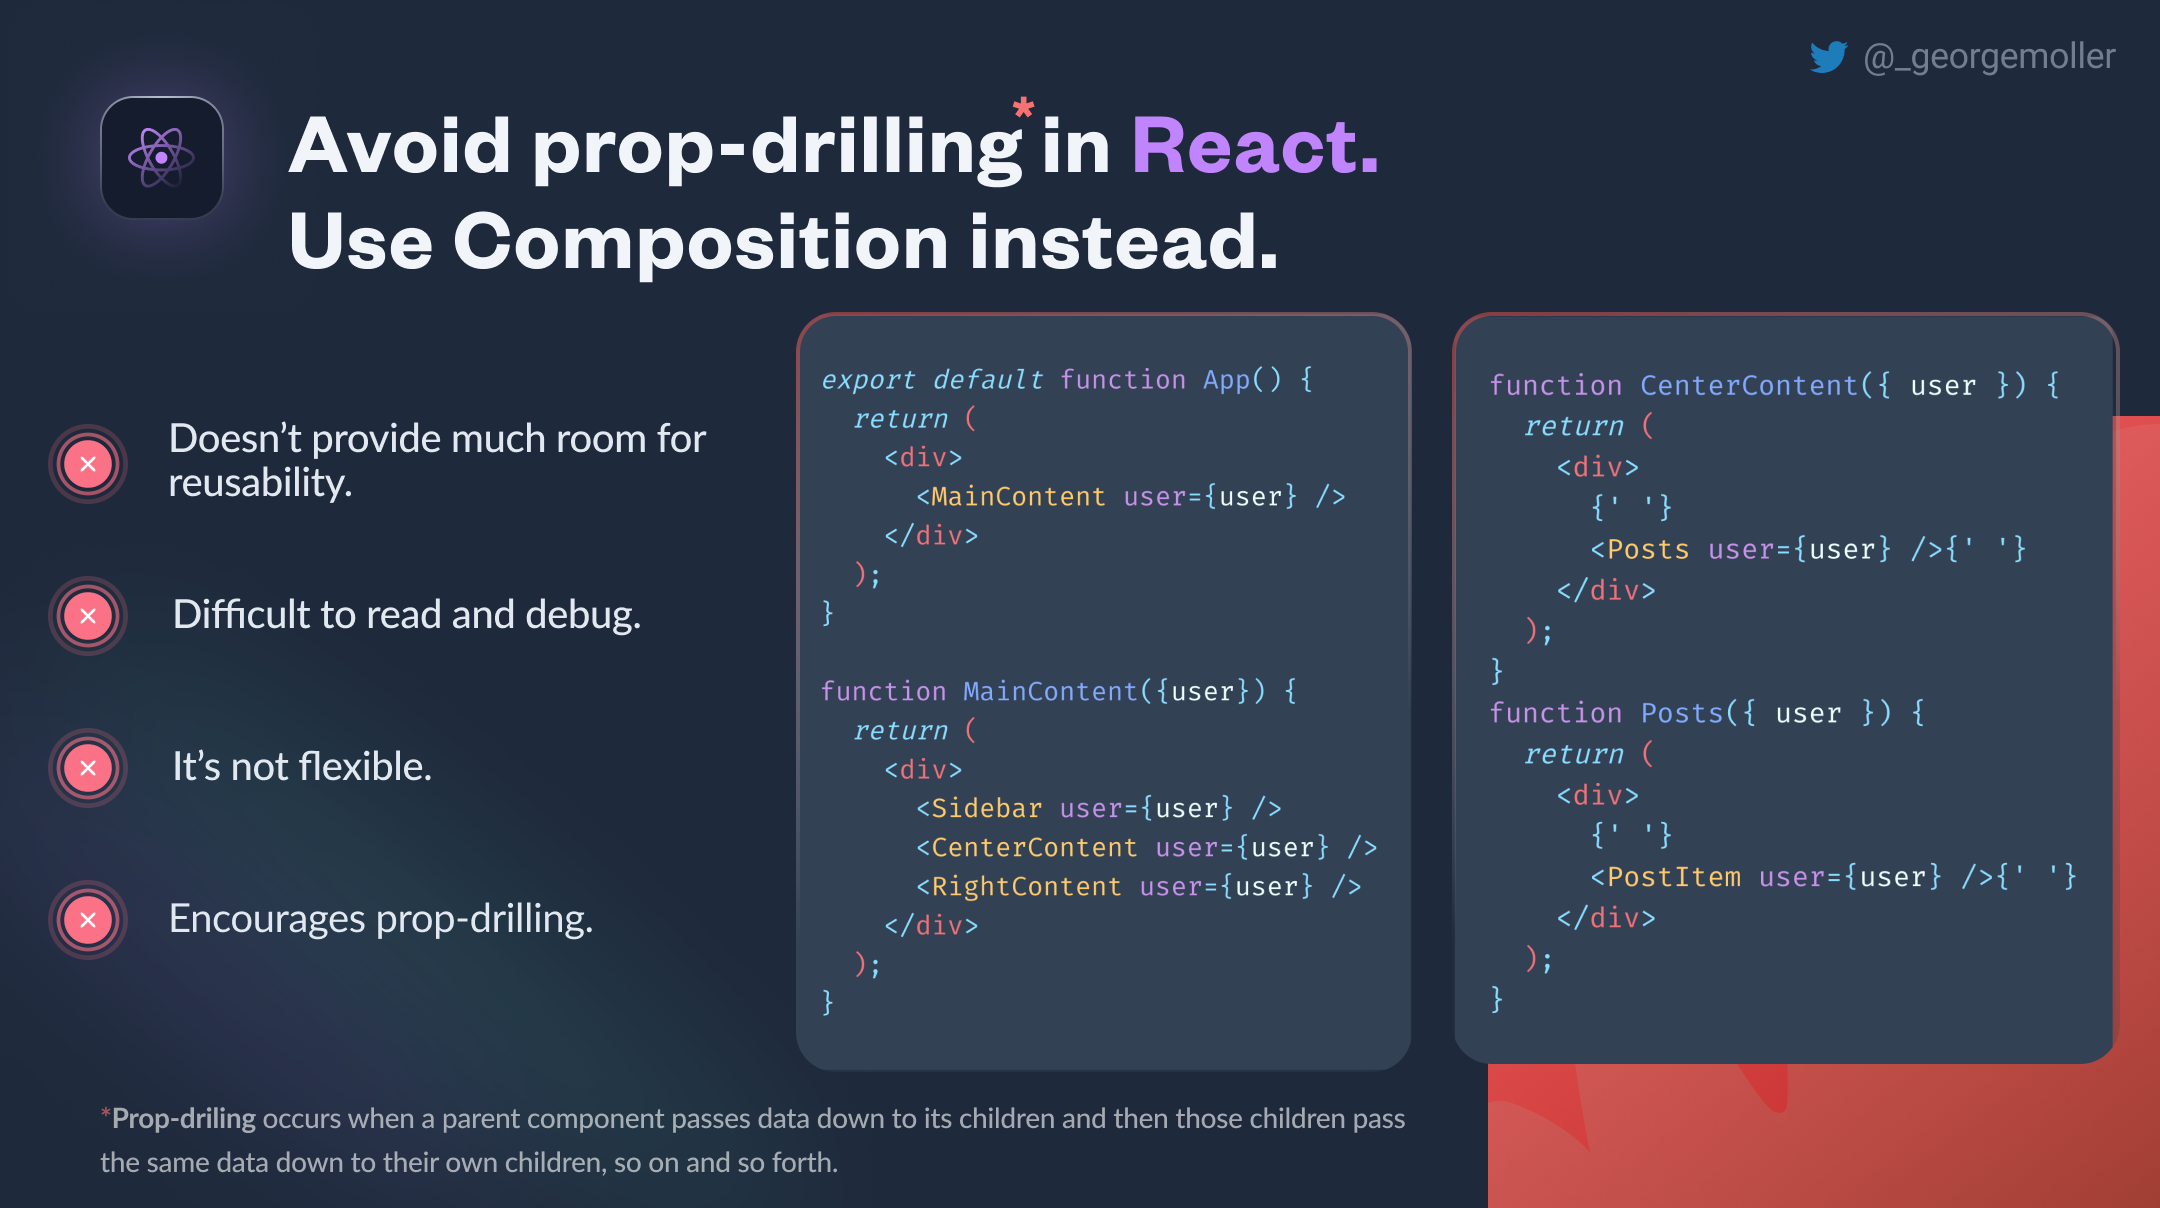 @_georgemoller
Avoid prop-drilling* in React.
Use Composition instead.
Doesn’t provide much room for
reusability.
Difficult to read and debug.
It’s not flexible.
Encourages prop-drilling.
export default function App() {
  return (
    <div>
      <MainContent user={user} />
    </div>
  );
}
function MainContent({user}) {
  return (
    <div>
      <Sidebar user={user} />
      <CenterContent user={user} />
      <RightContent user={user} />
    </div>
  );
}
function CenterContent({ user }) {
  return (
    <div>
      {' '}
      <Posts user={user} />{' '}
    </div>
  );
}
function Posts({ user }) {
  return (
    <div>
      {' '}
      <PostItem user={user} />{' '}
    </div>
  );
}
*Prop-driling occurs when a parent component passes data down to its children and then those children pass
the same data down to their own children, so on and so forth.